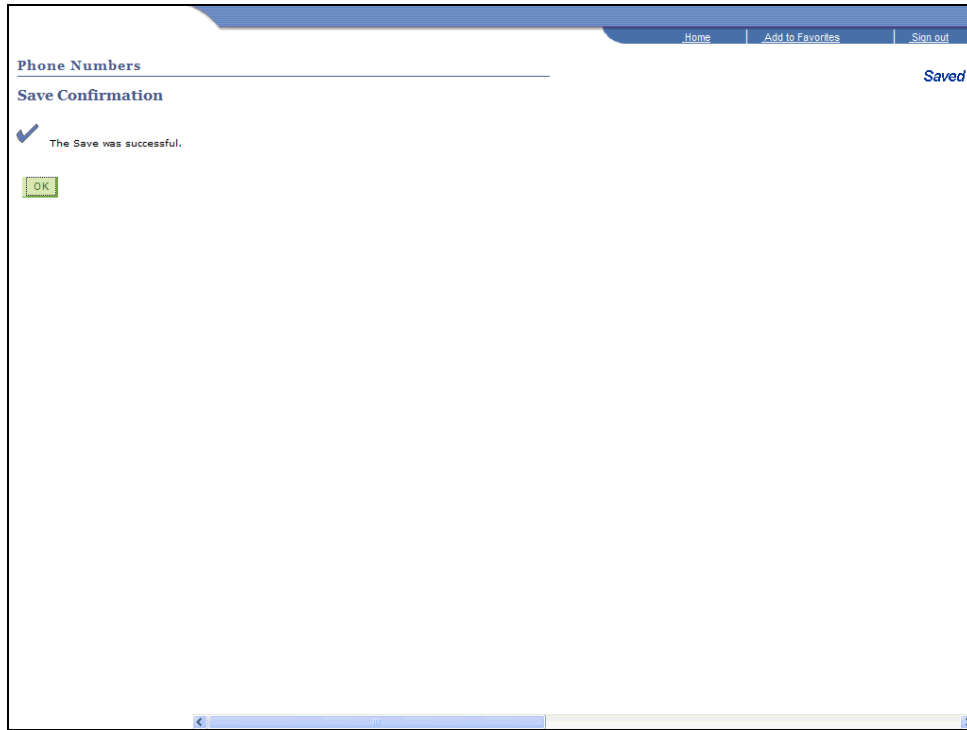 Home Add to Favorites Sign out
Phone Numbers
Saved
Save Confirmation
The Save was successful.
OK